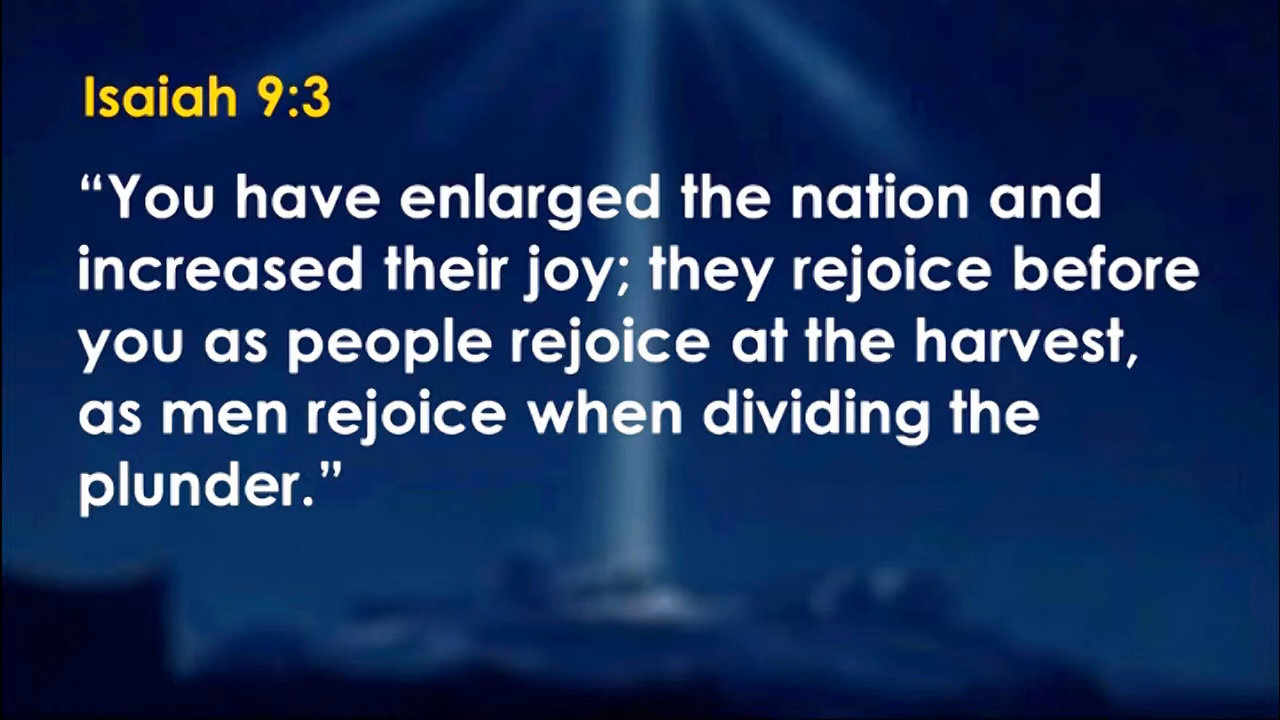 Isaiah 9:3
“You have enlarged the nation and
increased their joy; they rejoice before
you as people rejoice at the harvest,
as men rejoice when dividing the
plunder.”